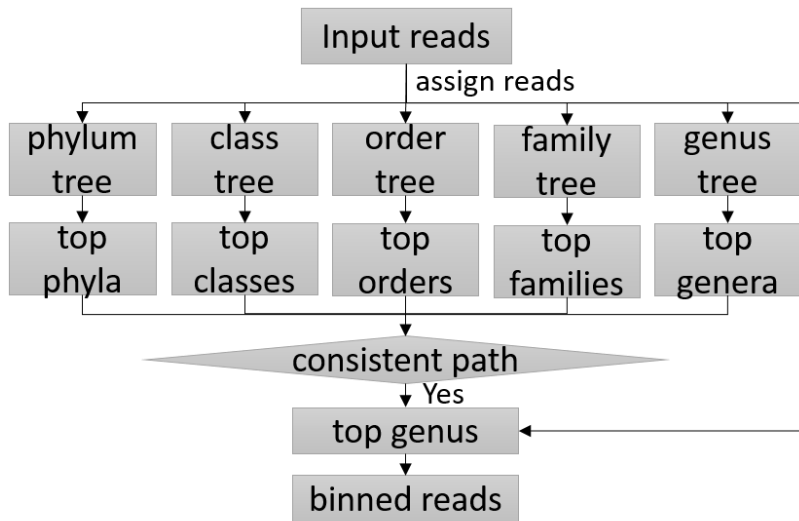 Input reads
assign reads
phylum
tree
class
tree
order
tree
family
tree
genus
tree
top
phyla
top
classes
top
orders
top
families
top
genera
consistent path
Yes
top genus
binned reads